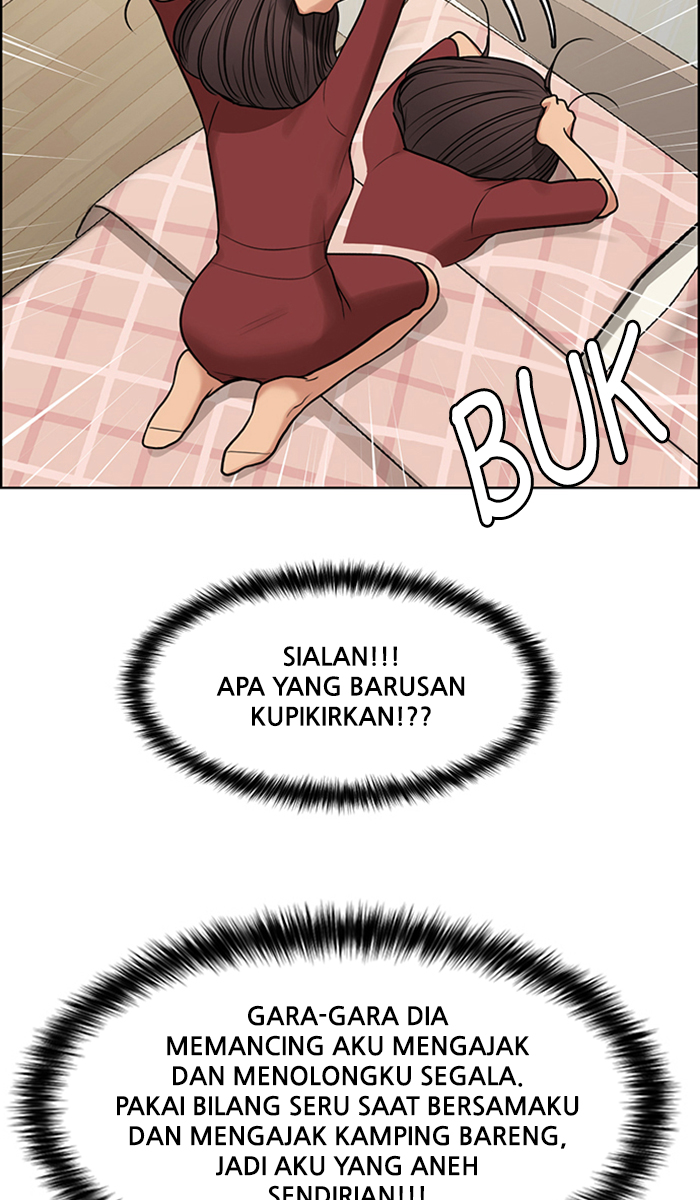 BUK
SIALAN!!!
APA YANG BARUSAN
KUPIKIRKAN!??
GARA-GARA DIA
MEMANCING AKU MENGAJAK
DAN MENOLONGKU SEGALA.
PAKAI BILANG SERU SAAT BERSAMAKU
DAN MENGAJAK KAMPING BARENG,
JADI AKU YANG ANEH
SENDIRIAN!!!